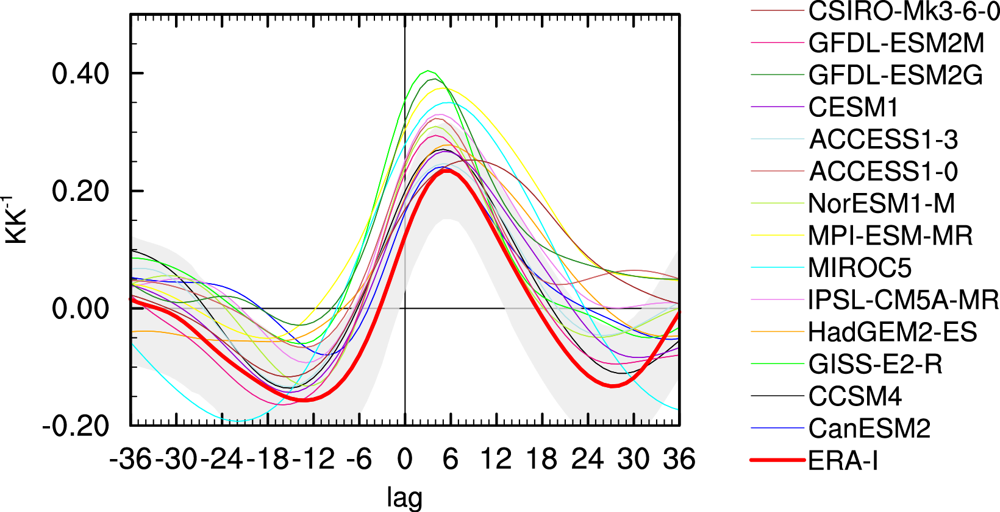 KK-1
0.40
0.20
0.00
-0.20
-36 -30 -24 -18 -12 -6 0 6 12 18 24 30 36
lag
CSIRO-Mk3-6-0
GFDL-ESM2M
GFDL-ESM2G
CESM1
ACCESS1-3
ACCESS1-0
NorESM1-M
MPI-ESM-MR
MIROC5
IPSL-CM5A-MR
HadGEM2-ES
GISS-E2-R
CCSM4
CanESM2
ERA-I